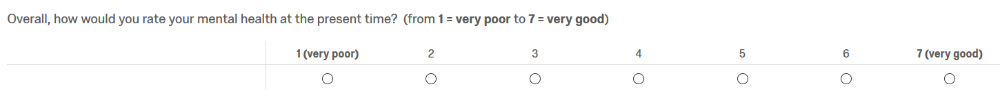 Overall, how would you rate your mental health at the present time? (from 1 = very poor to 7 = very good)
1 (very poor) 2 3 4 5 6 7 (very good)